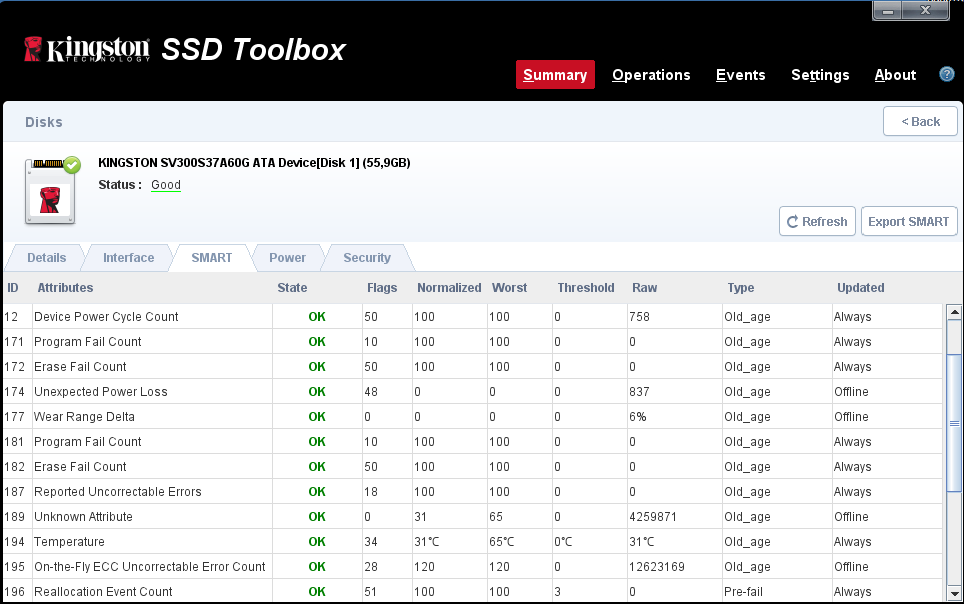 Kingston TECHNOLOGY SSD Toolbox
Summary Operations Events Settings About ?
Disks < Back
KINGSTON SV300S37A60G ATA Device[Disk 1] (55,9GB)
Status : Good
Refresh Export SMART
Details Interface SMART Power Security
ID Attributes State Flags Normalized Worst Threshold Raw Type Updated
12 Device Power Cycle Count OK 50 100 100 0 758 Old_age Always
171 Program Fail Count OK 10 100 100 0 0 Old_age Always
172 Erase Fail Count OK 50 100 100 0 0 Old_age Always
174 Unexpected Power Loss OK 48 0 0 0 837 Old_age Offline
177 Wear Range Delta OK 0 0 0 0 6% Old_age Offline
181 Program Fail Count OK 10 100 100 0 0 Old_age Always
182 Erase Fail Count OK 50 100 100 0 0 Old_age Always
187 Reported Uncorrectable Errors OK 18 100 100 0 0 Old_age Always
189 Unknown Attribute OK 0 31 65 0 4259871 Old_age Offline
194 Temperature OK 34 31°C 65°C 0°C 31°C Old_age Always
195 On-the-Fly ECC Uncorrectable Error Count OK 28 120 120 0 12623169 Old_age Offline
196 Reallocation Event Count OK 51 100 100 3 0 Pre-fail Always